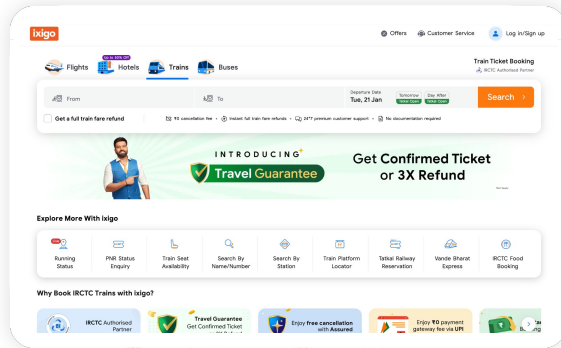 ixigo
Offers
Customer Service
Log in/Sign up
Flights
Up to 60% Off
Hotels
Trains
Buses
Train Ticket Booking
IRCTC Authorised Partner
From
To
Departure Date
Tue, 21 Jan
Tomorrow
Tatkal Open
Day After
Tatkal Open
Search
Get a full train fare refund
₹0 cancellation fee • Instant full train fare refunds • 24*7 premium customer support • No documentation required
INTRODUCING
Travel Guarantee
Get Confirmed Ticket
or 3X Refund
Explore More With ixigo
Running
Status
PNR Status
Enquiry
Train Seat
Availability
Search By
Name/Number
Search By
Station
Train Platform
Locator
Tatkal Railway
Reservation
Vande Bharat
Express
IRCTC Food
Booking
Why Book IRCTC Trains with ixigo?
IRCTC Authorised
Partner
Travel Guarantee
Get Confirmed Ticket
Enjoy free cancellation
with Assured
Enjoy ₹0 payment
gateway fee via UPI